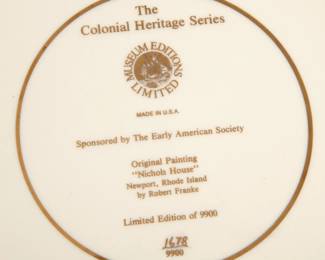 The
Colonial Heritage Series
MUSEUM EDITIONS
LIMITED
MADE IN U.S.A.
Sponsored by The Early American Society
Original Painting
"Nichols House"
Newport, Rhode Island
by Robert Franke
Limited Edition of 9900
1678
9900